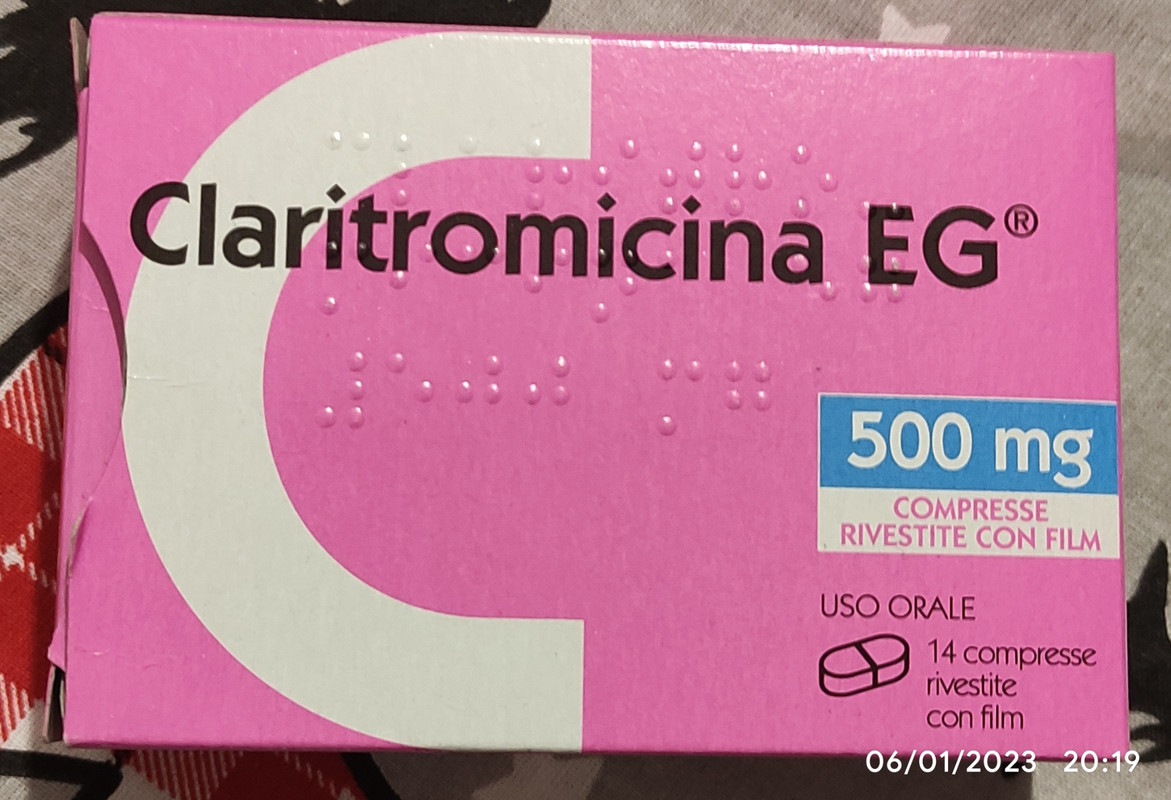 Claritromicina EG®
500 mg
COMPRESSE
RIVESTITE CON FILM
USO ORALE
14 compresse
rivestite
con film
06/01/2023 20:19